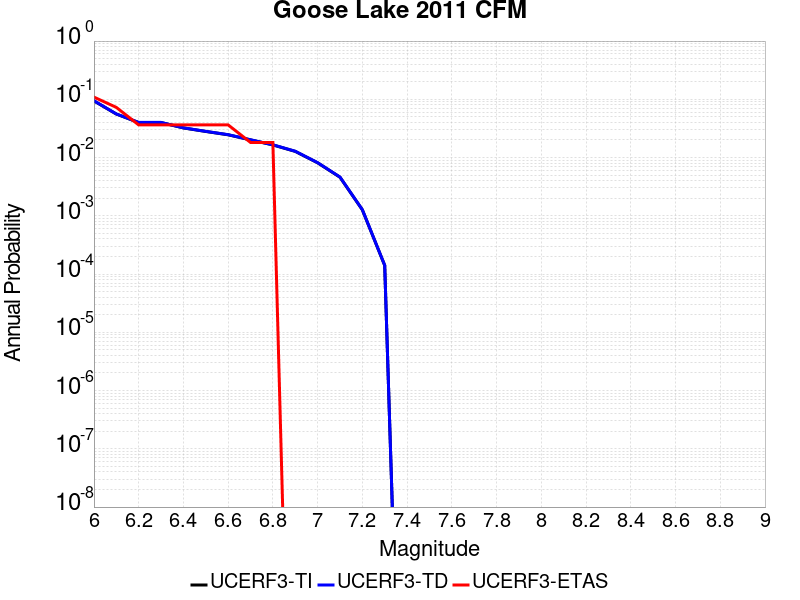 Goose Lake 2011 CFM
10^0
10^-1
10^-2
10^-3
10^-4
10^-5
10^-6
10^-7
10^-8
Annual Probability
6 6.2 6.4 6.6 6.8 7 7.2 7.4 7.6 7.8 8 8.2 8.4 8.6 8.8 9
Magnitude
UCERF3-TI UCERF3-TD UCERF3-ETAS